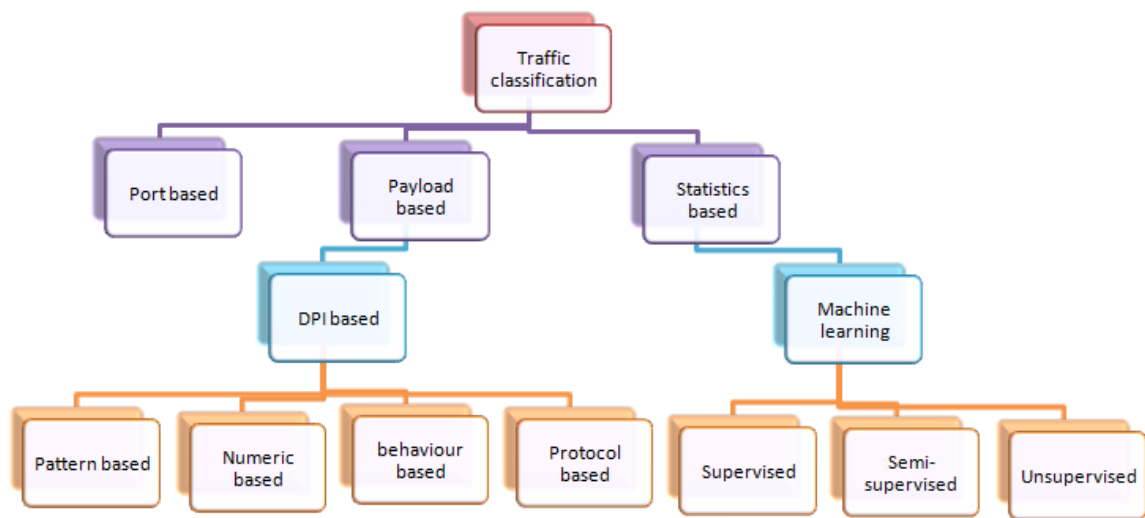 Traffic
classification
Port based
Payload
based
Statistics
based
DPI based
Machine
learning
Pattern based
Numeric
based
behaviour
based
Protocol
based
Supervised
Semi-
supervised
Unsupervised